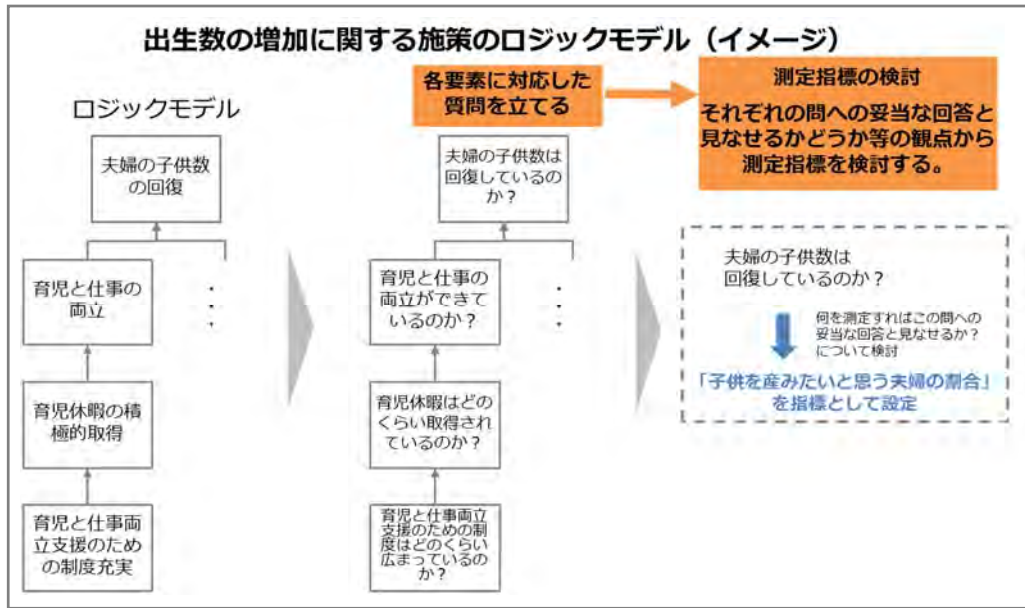 出生数の増加に関する施策のロジックモデル（イメージ）
各要素に対応した
質問を立てる
測定指標の検討
それぞれの問への妥当な回答と
見なせるかどうか等の観点から
測定指標を検討する。
ロジックモデル
夫婦の子供数
の回復
育児と仕事の
両立
・
・
・
育児休暇の積
極的取得
育児と仕事両
立支援のため
の制度充実
夫婦の子供数は
回復しているの
か？
育児と仕事の
両立ができて
いるのか？
・
・
・
育児休暇はどの
くらい取得され
ているのか？
育児と仕事両立
支援のための制
度はどのくらい
広まっているの
か？
夫婦の子供数は
回復しているのか？
何を測定すればこの問への
妥当な回答と見なせるか？
について検討
「子供を産みたいと思う夫婦の割合」
を指標として設定